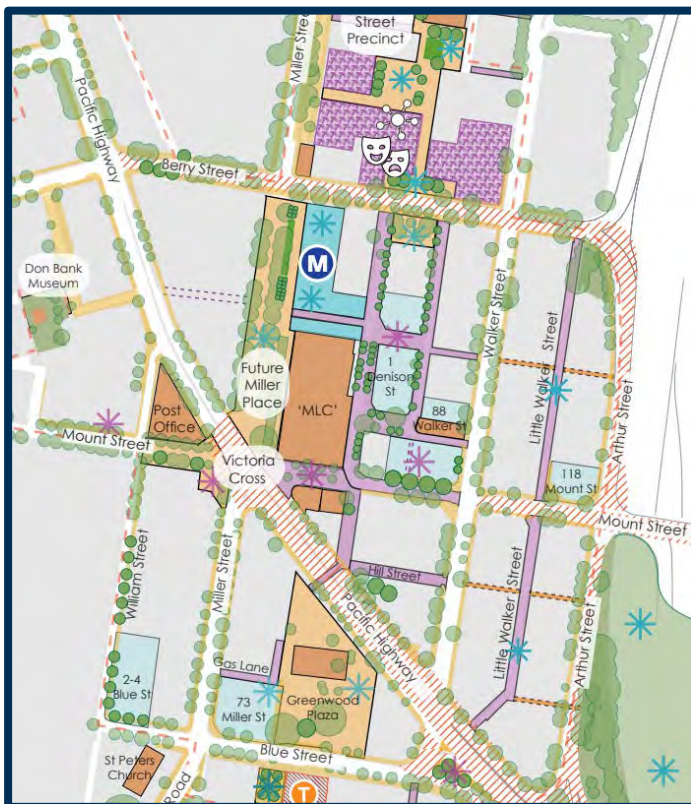 Street
Precinct
Miller Street
Pacific Highway
Berry Street
Don Bank
Museum
M
Walker Street
Future
Miller
Place
1
Denison
St
Little Walker Street
Arthur Street
Post
Office
'MLC'
88
Walker St
Mount Street
Victoria
Cross
118
Mount St
Mount Street
William Street
Miller Street
Hill Street
Pacific Highway
Little Walker Street
Arthur Street
Gas Lane
2-4
Blue St
73
Miller St
Greenwood
Plaza
Blue Street
St Peters
Church
Road
T